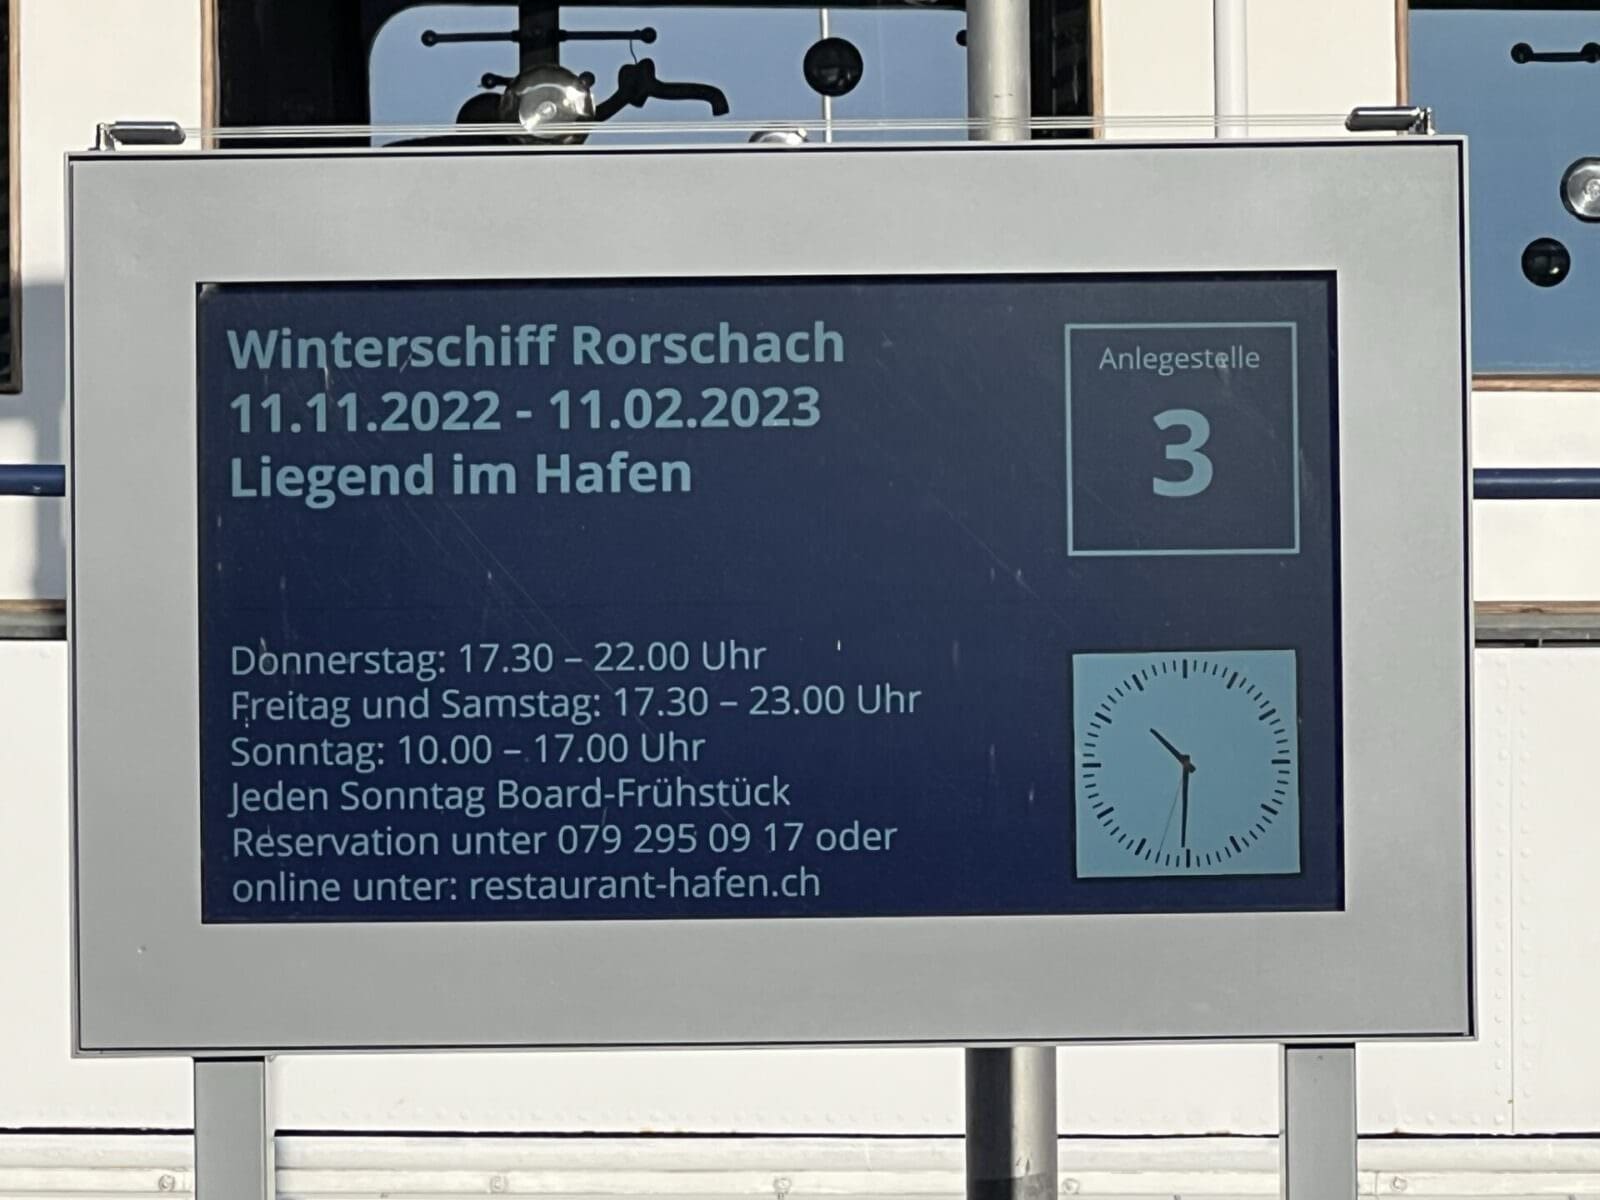 Winterschiff Rorschach
11.11.2022 - 11.02.2023
Liegend im Hafen
Anlegestelle
3
Donnerstag: 17.30 – 22.00 Uhr
Freitag und Samstag: 17.30 – 23.00 Uhr
Sonntag: 10.00 – 17.00 Uhr
Jeden Sonntag Board-Frühstück
Reservation unter 079 295 09 17 oder
online unter: restaurant-hafen.ch